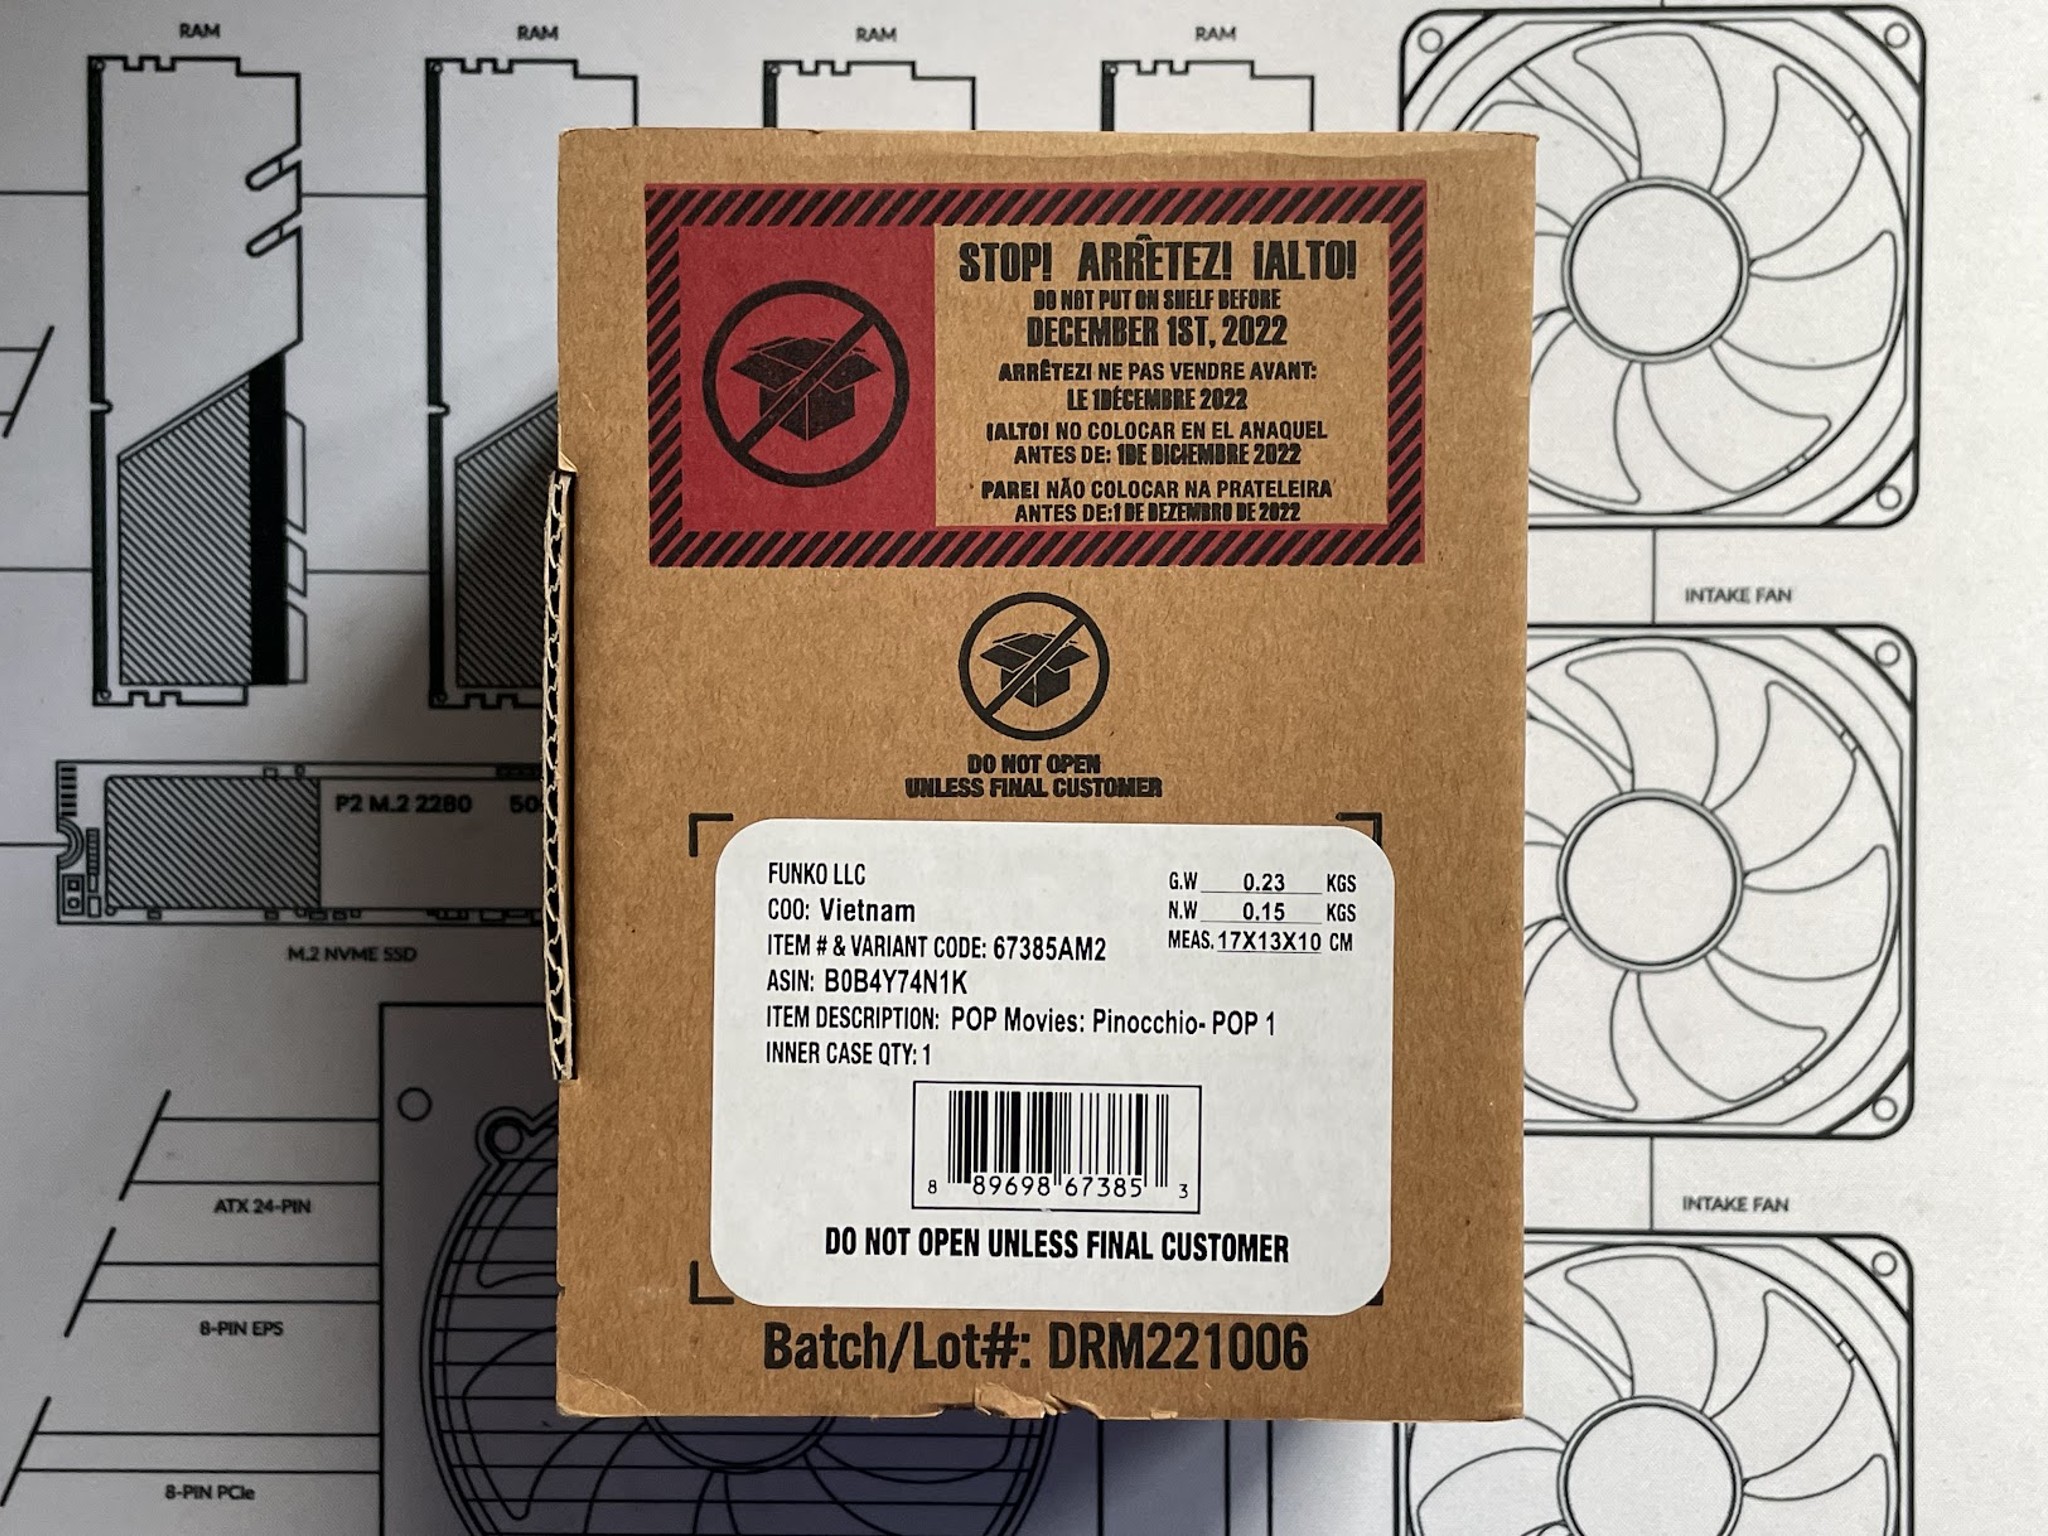 RAM
RAM
RAM
RAM
STOP! ARRÊTEZ! ¡ALTO!
DO NOT PUT ON SHELF BEFORE
DECEMBER 1ST, 2022
ARRÊTEZ! NE PAS VENDRE AVANT:
LE 1DÉCEMBRE 2022
¡ALTO! NO COLOCAR EN EL ANAQUEL
ANTES DE: 1DE DICIEMBRE 2022
PARE! NÃO COLOCAR NA PRATELEIRA
ANTES DE:1 DE DEZEMBRO DE 2022
INTAKE FAN
DO NOT OPEN
UNLESS FINAL CUSTOMER
P2 M.2 2280
M.2 NVME SSD
FUNKO LLC
COO: Vietnam
ITEM # & VARIANT CODE: 67385AM2
ASIN: B0B4Y74N1K
ITEM DESCRIPTION: POP Movies: Pinocchio- POP 1
INNER CASE QTY: 1
G.W 0.23 KGS
N.W 0.15 KGS
MEAS. 17X13X10 CM
8 89698 67385 3
DO NOT OPEN UNLESS FINAL CUSTOMER
Batch/Lot#: DRM221006
INTAKE FAN
ATX 24-PIN
8-PIN EPS
8-PIN PCIe